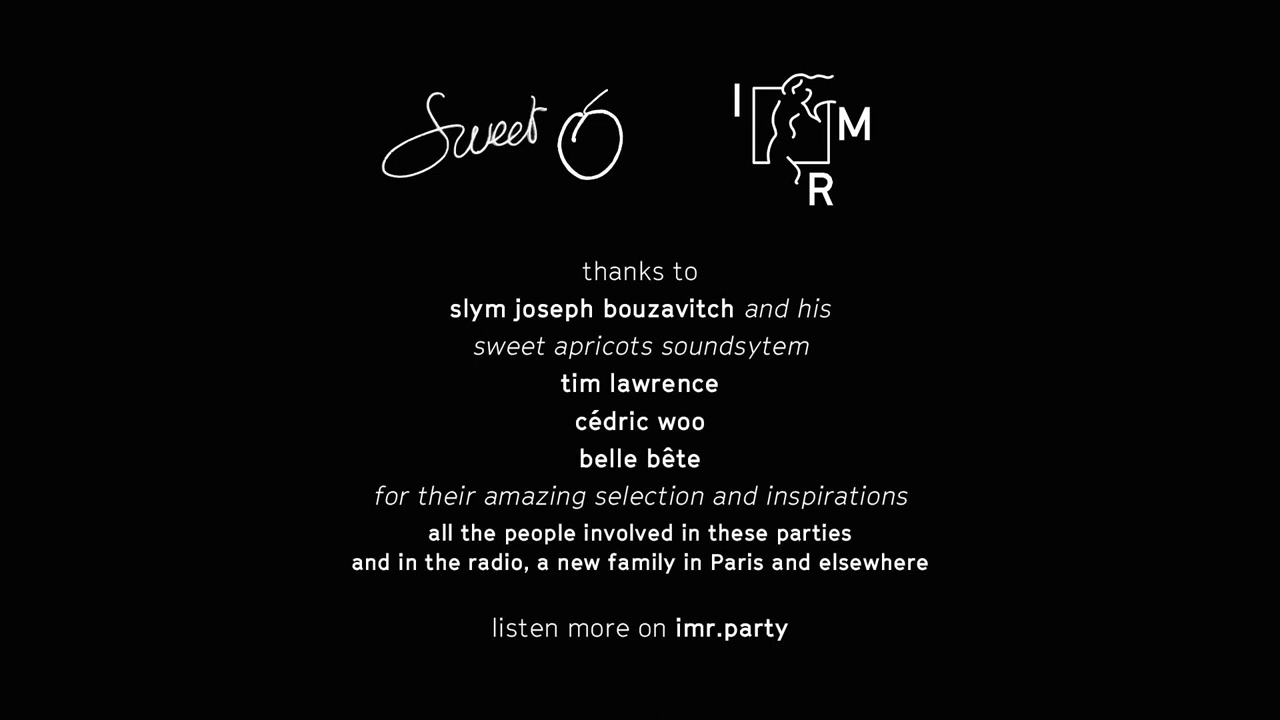 Sweet
I
M
R
thanks to
slym joseph bouzavitch and his
sweet apricots soundsytem
tim lawrence
cédric woo
belle bête
for their amazing selection and inspirations
all the people involved in these parties
and in the radio, a new family in Paris and elsewhere
listen more on imr.party